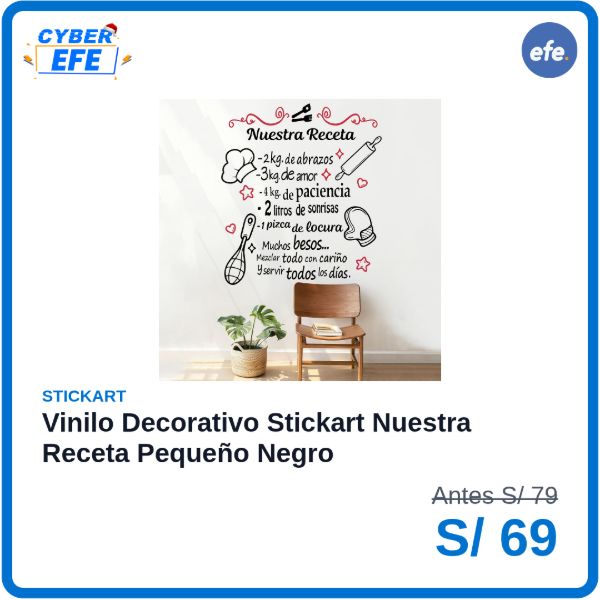 CYBER
EFE
efe.
Nuestra Receta
-2kg. de abrazos
-3kg. de amor
-4 kg. de paciencia
- 2 litros de sonrisas
-1 pizca de locura
Muchos besos...
Mezclar todo con cariño
Y servir todos los días.
STICKART
Vinilo Decorativo Stickart Nuestra
Receta Pequeño Negro
Antes S/ 79
S/ 69